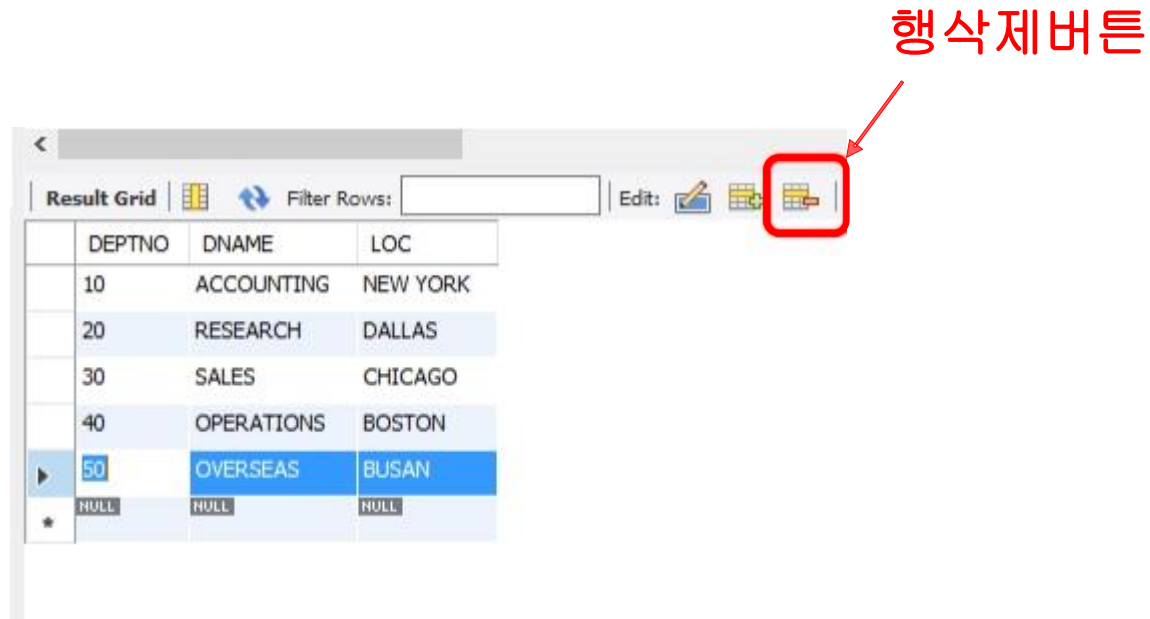 행삭제버튼
Result Grid Filter Rows: Edit:
DEPTNO DNAME LOC
10 ACCOUNTING NEW YORK
20 RESEARCH DALLAS
30 SALES CHICAGO
40 OPERATIONS BOSTON
50 OVERSEAS BUSAN
NULL NULL NULL